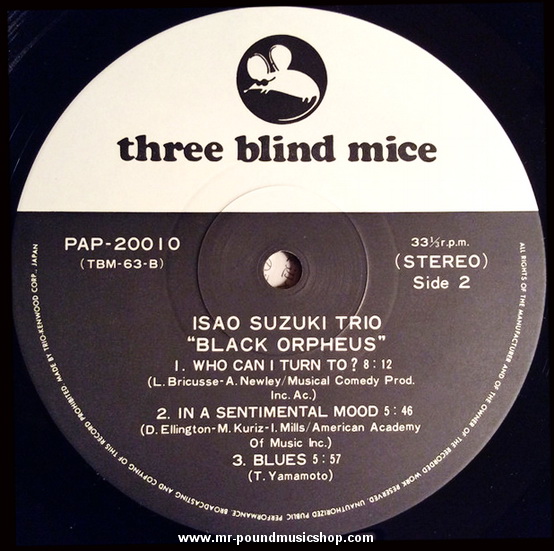 three blind mice
PAP-20010
(TBM-63-B)
33⅓r.p.m.
(STEREO)
Side 2
ISAO SUZUKI TRIO
"BLACK ORPHEUS"
1. WHO CAN I TURN TO? 8:12
(L. Bricusse-A. Newley/Musical Comedy Prod.
Inc. Ac.)
2. IN A SENTIMENTAL MOOD 5:46
(D. Ellington-M. Kuriz-I. Mills/American Academy
Of Music Inc.)
3. BLUES 5:57
(T. Yamamoto)
ALL RIGHTS OF THE MANUFACTURER AND OF THE OWNER OF THE RECORDED WORK RESERVED. UNAUTHORIZED PUBLIC PERFORMANCE, BROADCASTING AND COPYING OF THIS RECORD PROHIBITED MADE BY TRIO-KENWOOD CORP., JAPAN
www.mr-poundmusicshop.com